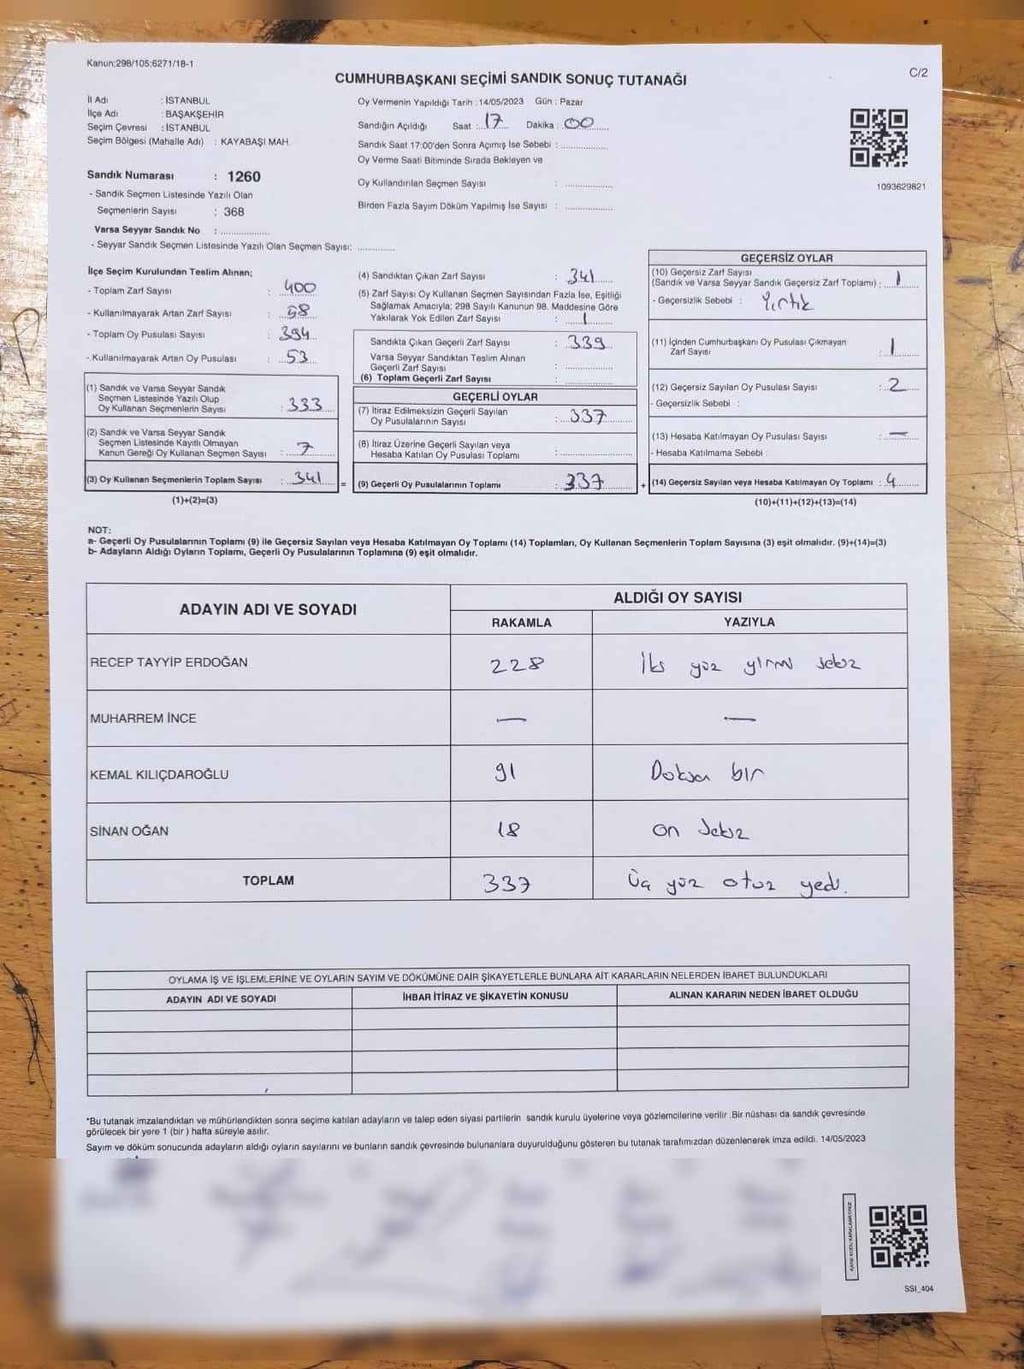 Kanun:298/105;6271/18-1
C/2
CUMHURBAŞKANI SEÇİMİ SANDIK SONUÇ TUTANAĞI
İl Adı : İSTANBUL
İlçe Adı : BAŞAKŞEHİR
Seçim Çevresi : İSTANBUL
Seçim Bölgesi (Mahalle Adı) : KAYABAŞI MAH.
Sandık Numarası : 1260
- Sandık Seçmen Listesinde Yazılı Olan
Seçmenlerin Sayısı : 368
Varsa Seyyar Sandık No :
- Seyyar Sandık Seçmen Listesinde Yazılı Olan Seçmen Sayısı:
Oy Vermenin Yapıldığı Tarih : 14/05/2023 Gün : Pazar
Sandığın Açıldığı Saat : 17 Dakika : 00
Sandık Saat 17:00'den Sonra Açımış İse Sebebi :
Oy Verme Saati Bitiminde Sırada Bekleyen ve
Oy Kullandırılan Seçmen Sayısı :
Birden Fazla Sayım Döküm Yapılmış İse Sayısı :
1093629821
İlçe Seçim Kurulundan Teslim Alınan;
- Toplam Zarf Sayısı : 400
- Kullanılmayarak Artan Zarf Sayısı : 58
- Toplam Oy Pusulası Sayısı : 394
- Kullanılmayarak Artan Oy Pusulası : 53
(1) Sandık ve Varsa Seyyar Sandık
Seçmen Listesinde Yazılı Olup
Oy Kullanan Seçmenlerin Sayısı : 333
(2) Sandık ve Varsa Seyyar Sandık
Seçmen Listesinde Kayıtlı Olmayan
Kanun Gereği Oy Kullanan Seçmen Sayısı : 7
(3) Oy Kullanan Seçmenlerin Toplam Sayısı : 341 =
(1)+(2)=(3)
(4) Sandıktan Çıkan Zarf Sayısı : 341
(5) Zarf Sayısı Oy Kullanan Seçmen Sayısından Fazla İse, Eşitliği
Sağlamak Amacıyla; 298 Sayılı Kanunun 98. Maddesine Göre
Yakılarak Yok Edilen Zarf Sayısı : 1
Sandıkta Çıkan Geçerli Zarf Sayısı : 339
Varsa Seyyar Sandıktan Teslim Alınan
Geçerli Zarf Sayısı :
(6) Toplam Geçerli Zarf Sayısı :
GEÇERLİ OYLAR
(7) İtiraz Edilmeksizin Geçerli Sayılan
Oy Pusulalarının Sayısı : 337
(8) İtiraz Üzerine Geçerli Sayılan veya
Hesaba Katılan Oy Pusulası Toplamı :
(9) Geçerli Oy Pusulalarının Toplamı : 337 +
GEÇERSİZ OYLAR
(10) Geçersiz Zarf Sayısı
(Sandık ve Varsa Seyyar Sandık Geçersiz Zarf Toplamı) : 1
- Geçersizlik Sebebi : Yırtık
(11) İçinden Cumhurbaşkanı Oy Pusulası Çıkmayan
Zarf Sayısı : 1
(12) Geçersiz Sayılan Oy Pusulası Sayısı : 2
- Geçersizlik Sebebi :
(13) Hesaba Katılmayan Oy Pusulası Sayısı : —
- Hesaba Katılmama Sebebi
(14) Geçersiz Sayılan veya Hesaba Katılmayan Oy Toplamı : 4
(10)+(11)+(12)+(13)=(14)
NOT:
a- Geçerli Oy Pusulalarının Toplamı (9) ile Geçersiz Sayılan veya Hesaba Katılmayan Oy Toplamı (14) Toplamları, Oy Kullanan Seçmenlerin Toplam Sayısına (3) eşit olmalıdır. (9)+(14)=(3)
b- Adayların Aldığı Oyların Toplamı, Geçerli Oy Pusulalarının Toplamına (9) eşit olmalıdır.
ADAYIN ADI VE SOYADI
ALDIĞI OY SAYISI
RAKAMLA YAZIYLA
RECEP TAYYİP ERDOĞAN 228 İki yüz yirmi sekiz
MUHARREM İNCE — —
KEMAL KILIÇDAROĞLU 91 Doksan bir
SİNAN OĞAN 18 on sekiz
TOPLAM 337 Üç yüz otuz yedi.
OYLAMA İŞ VE İŞLEMLERİNE VE OYLARIN SAYIM VE DÖKÜMÜNE DAİR ŞİKAYETLERLE BUNLARA AİT KARARLARIN NELERDEN İBARET BULUNDUKLARI
ADAYIN ADI VE SOYADI İHBAR İTİRAZ VE ŞİKAYETİN KONUSU ALINAN KARARIN NEDEN İBARET OLDUĞU
*Bu tutanak imzalandıktan ve mühürlendikten sonra seçime katılan adayların ve talep eden siyasi partilerin sandık kurulu üyelerine veya gözlemcilerine verilir .Bir nüshası da sandık çevresinde
görülecek bir yere 1 (bir ) hafta süreyle asılır.
Sayım ve döküm sonucunda adayların aldığı oyların sayılarını ve bunların sandık çevresinde bulunanlara duyurulduğunu gösteren bu tutanak tarafımızdan düzenlenerek imza edildi. 14/05/2023
SSI_404